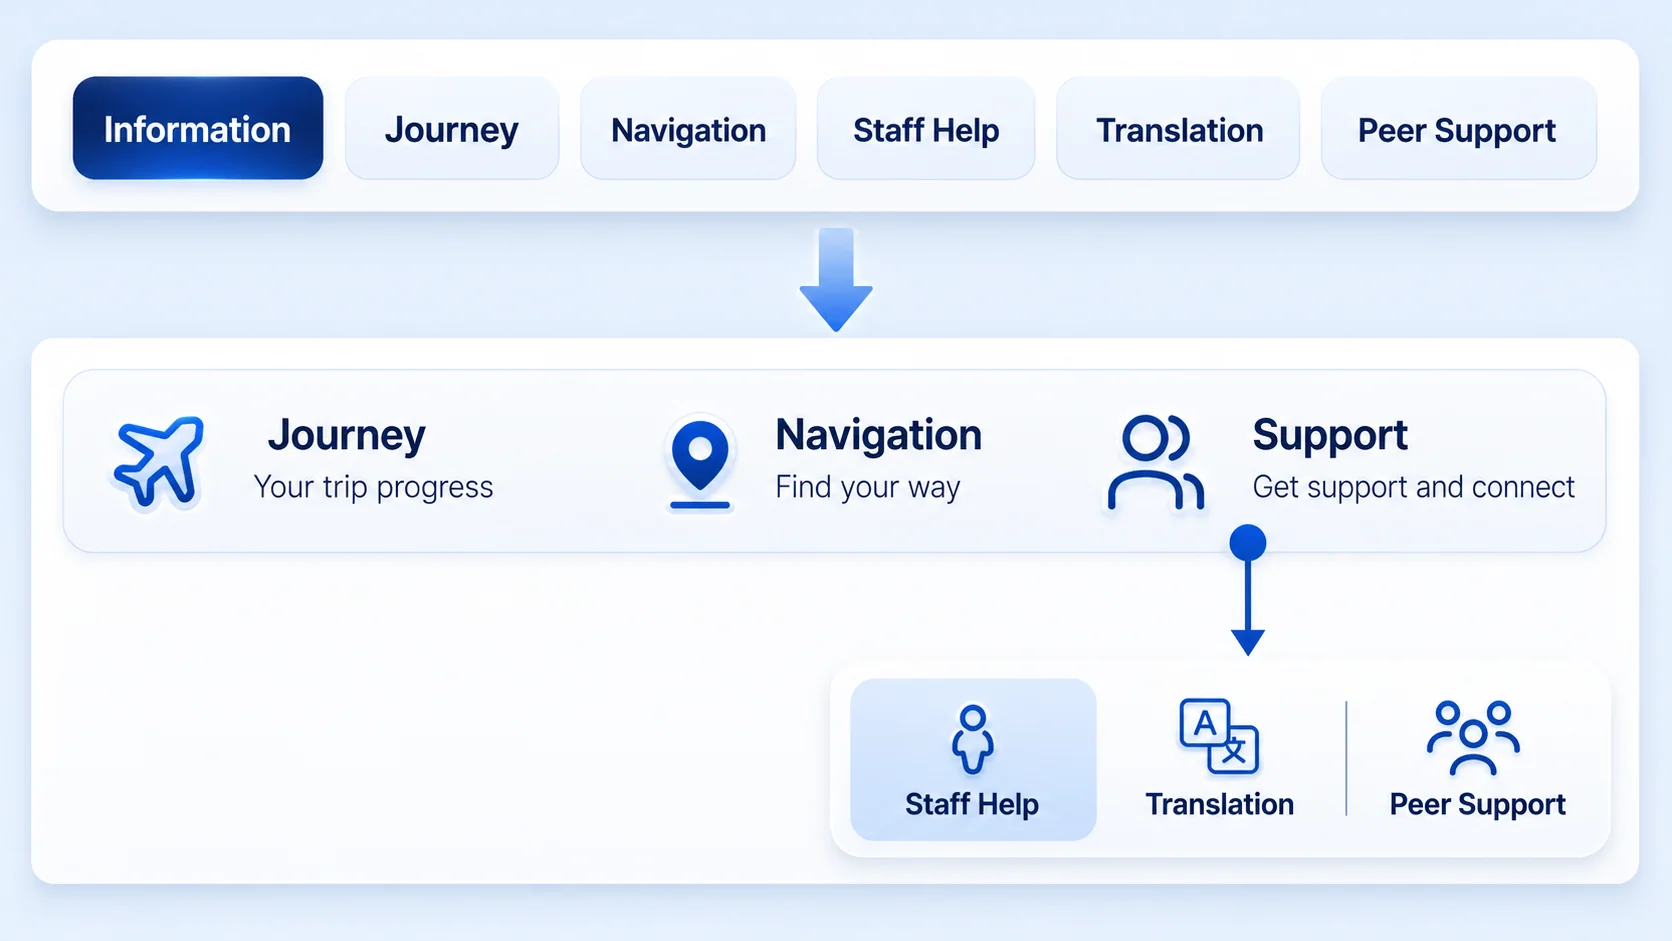 Information
Journey
Navigation
Staff Help
Translation
Peer Support
Journey
Your trip progress
Navigation
Find your way
Support
Get support and connect
A
文
Staff Help
Translation
Peer Support